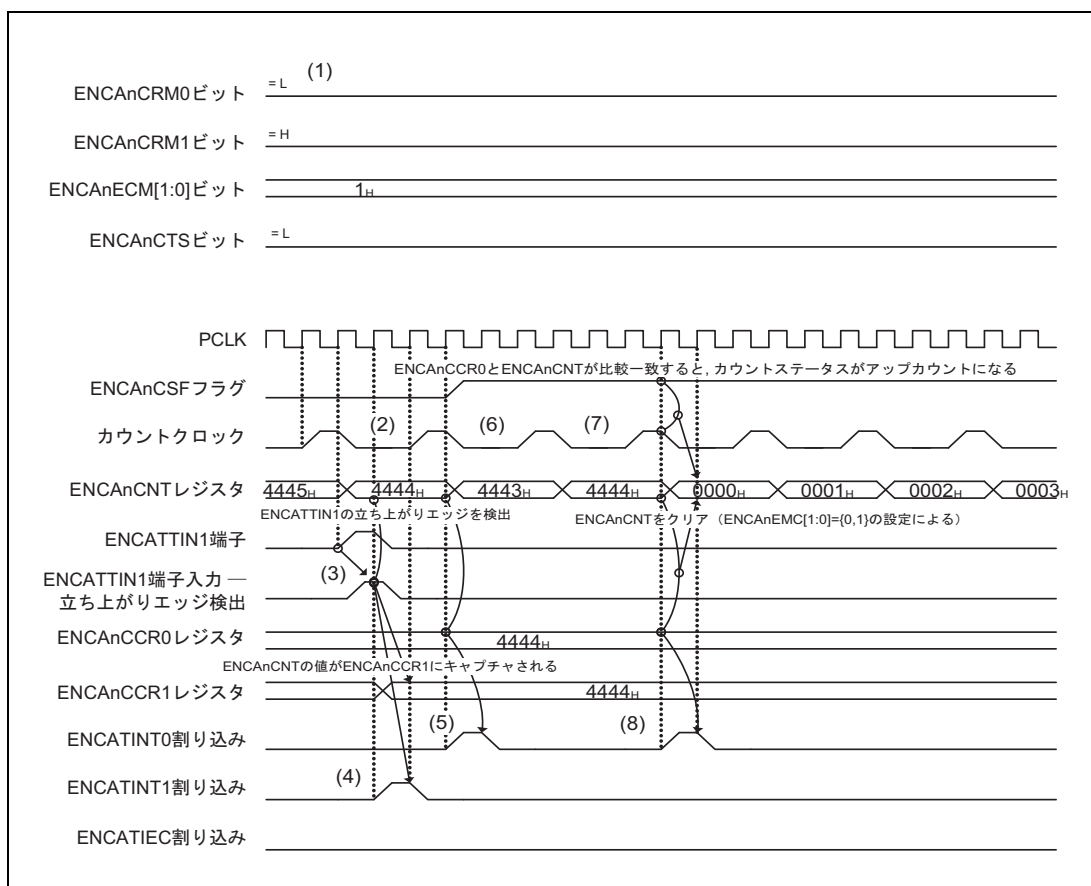 (1)
ENCAnCRM0ビット = L
ENCAnCRM1ビット = H
ENCAnECM[1:0]ビット 1H
ENCAnCTSビット = L
PCLK
ENCAnCCR0とENCAnCNTが比較一致すると, カウントステータスがアップカウントになる
ENCAnCSFフラグ
(2) (6) (7)
カウントクロック
ENCAnCNTレジスタ 4445H 4444H 4443H 4444H 0000H 0001H 0002H 0003H
ENCATTIN1の立ち上がりエッジを検出 ENCAnCNTをクリア（ENCAnEMC[1:0]={0,1}の設定による）
ENCATTIN1端子
ENCATTIN1端子入力 ― (3)
立ち上がりエッジ検出
ENCAnCCR0レジスタ 4444H
ENCAnCNTの値がENCAnCCR1にキャプチャされる
ENCAnCCR1レジスタ 4444H
(5) (8)
ENCATINT0割り込み
ENCATINT1割り込み (4)
ENCATIEC割り込み